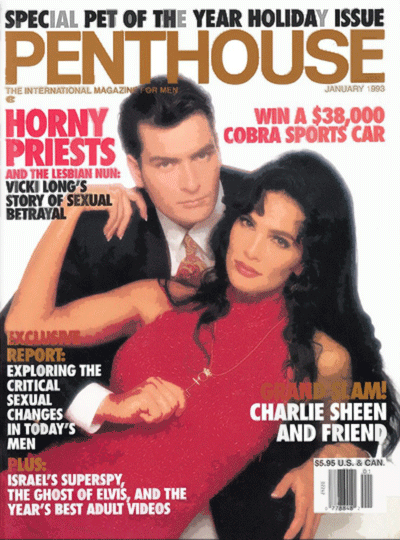 SPECIAL PET OF THE YEAR HOLIDAY ISSUE
PENTHOUSE
THE INTERNATIONAL MAGAZINE FOR MEN
JANUARY 1993
HORNY
PRIESTS
AND THE LESBIAN NUN:
VICKI LONG'S
STORY OF SEXUAL
BETRAYAL
WIN A $38,000
COBRA SPORTS CAR
EXCLUSIVE
REPORT:
EXPLORING THE
CRITICAL
SEXUAL
CHANGES
IN TODAY'S
MEN
PLUS:
ISRAEL'S SUPERSPY,
THE GHOST OF ELVIS, AND THE
YEAR'S BEST ADULT VIDEOS
GRAND SLAM!
CHARLIE SHEEN
AND FRIEND
$5.95 U.S. & CAN.